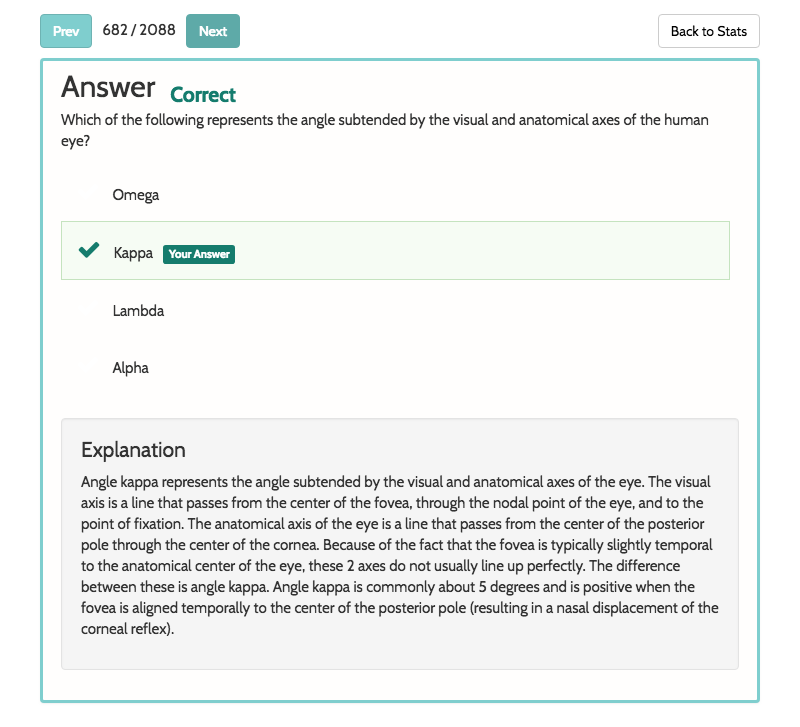 Prev 682 / 2088 Next Back to Stats
Answer Correct
Which of the following represents the angle subtended by the visual and anatomical axes of the human
eye?
Omega
Kappa Your Answer
Lambda
Alpha
Explanation
Angle kappa represents the angle subtended by the visual and anatomical axes of the eye. The visual
axis is a line that passes from the center of the fovea, through the nodal point of the eye, and to the
point of fixation. The anatomical axis of the eye is a line that passes from the center of the posterior
pole through the center of the cornea. Because of the fact that the fovea is typically slightly temporal
to the anatomical center of the eye, these 2 axes do not usually line up perfectly. The difference
between these is angle kappa. Angle kappa is commonly about 5 degrees and is positive when the
fovea is aligned temporally to the center of the posterior pole (resulting in a nasal displacement of the
corneal reflex).